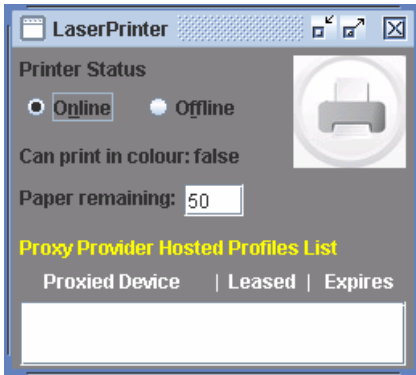 LaserPrinter
Printer Status
Online Offline
Can print in colour: false
Paper remaining: 50
Proxy Provider Hosted Profiles List
Proxied Device | Leased | Expires